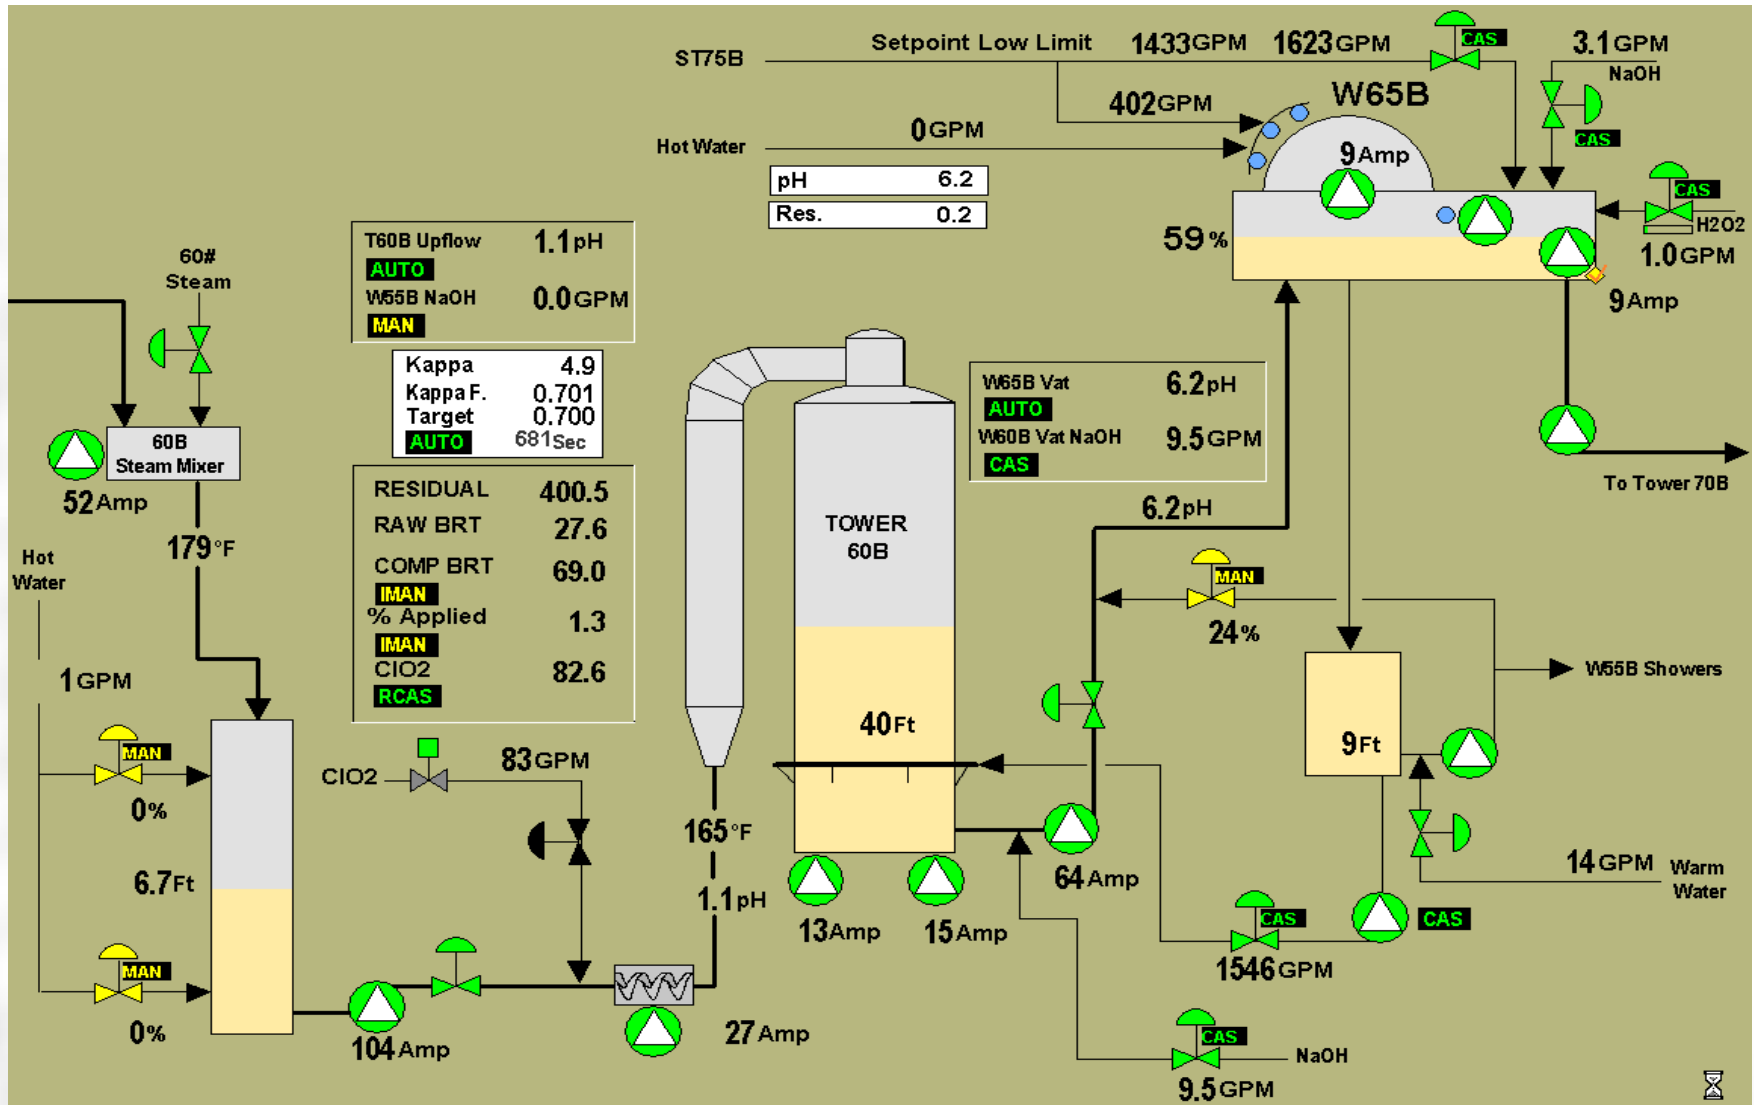 Setpoint Low Limit 1433GPM 1623GPM CAS 3.1GPM
ST75B
NaOH
402GPM
W65B
0GPM
Hot Water
CAS
9Amp
pH 6.2
CAS
Res. 0.2
H2O2
59%
1.0GPM
9Amp
60#
Steam
T60B Upflow 1.1pH
AUTO
W55B NaOH 0.0GPM
MAN
Kappa 4.9
Kappa F. 0.701
Target 0.700
AUTO 681Sec
W65B Vat 6.2pH
AUTO
W60B Vat NaOH 9.5GPM
CAS
60B
Steam Mixer
52Amp
To Tower 70B
RESIDUAL 400.5
RAW BRT 27.6
COMP BRT 69.0
IMAN
% Applied 1.3
IMAN
ClO2 82.6
RCAS
TOWER
60B
6.2pH
179°F
Hot
Water
MAN
24%
1GPM
W55B Showers
40Ft
9Ft
MAN
ClO2
83GPM
0%
165°F
6.7Ft
64Amp
14GPM
Warm
Water
1.1pH
13Amp
15Amp
CAS
CAS
1546GPM
MAN
0%
104Amp
27Amp
CAS
NaOH
9.5GPM